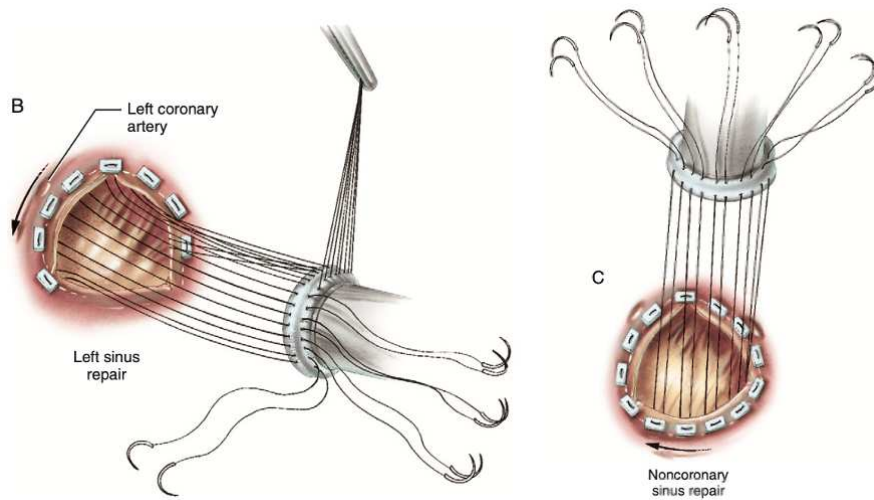 B
Left coronary
artery
Left sinus
repair
C
Noncoronary
sinus repair